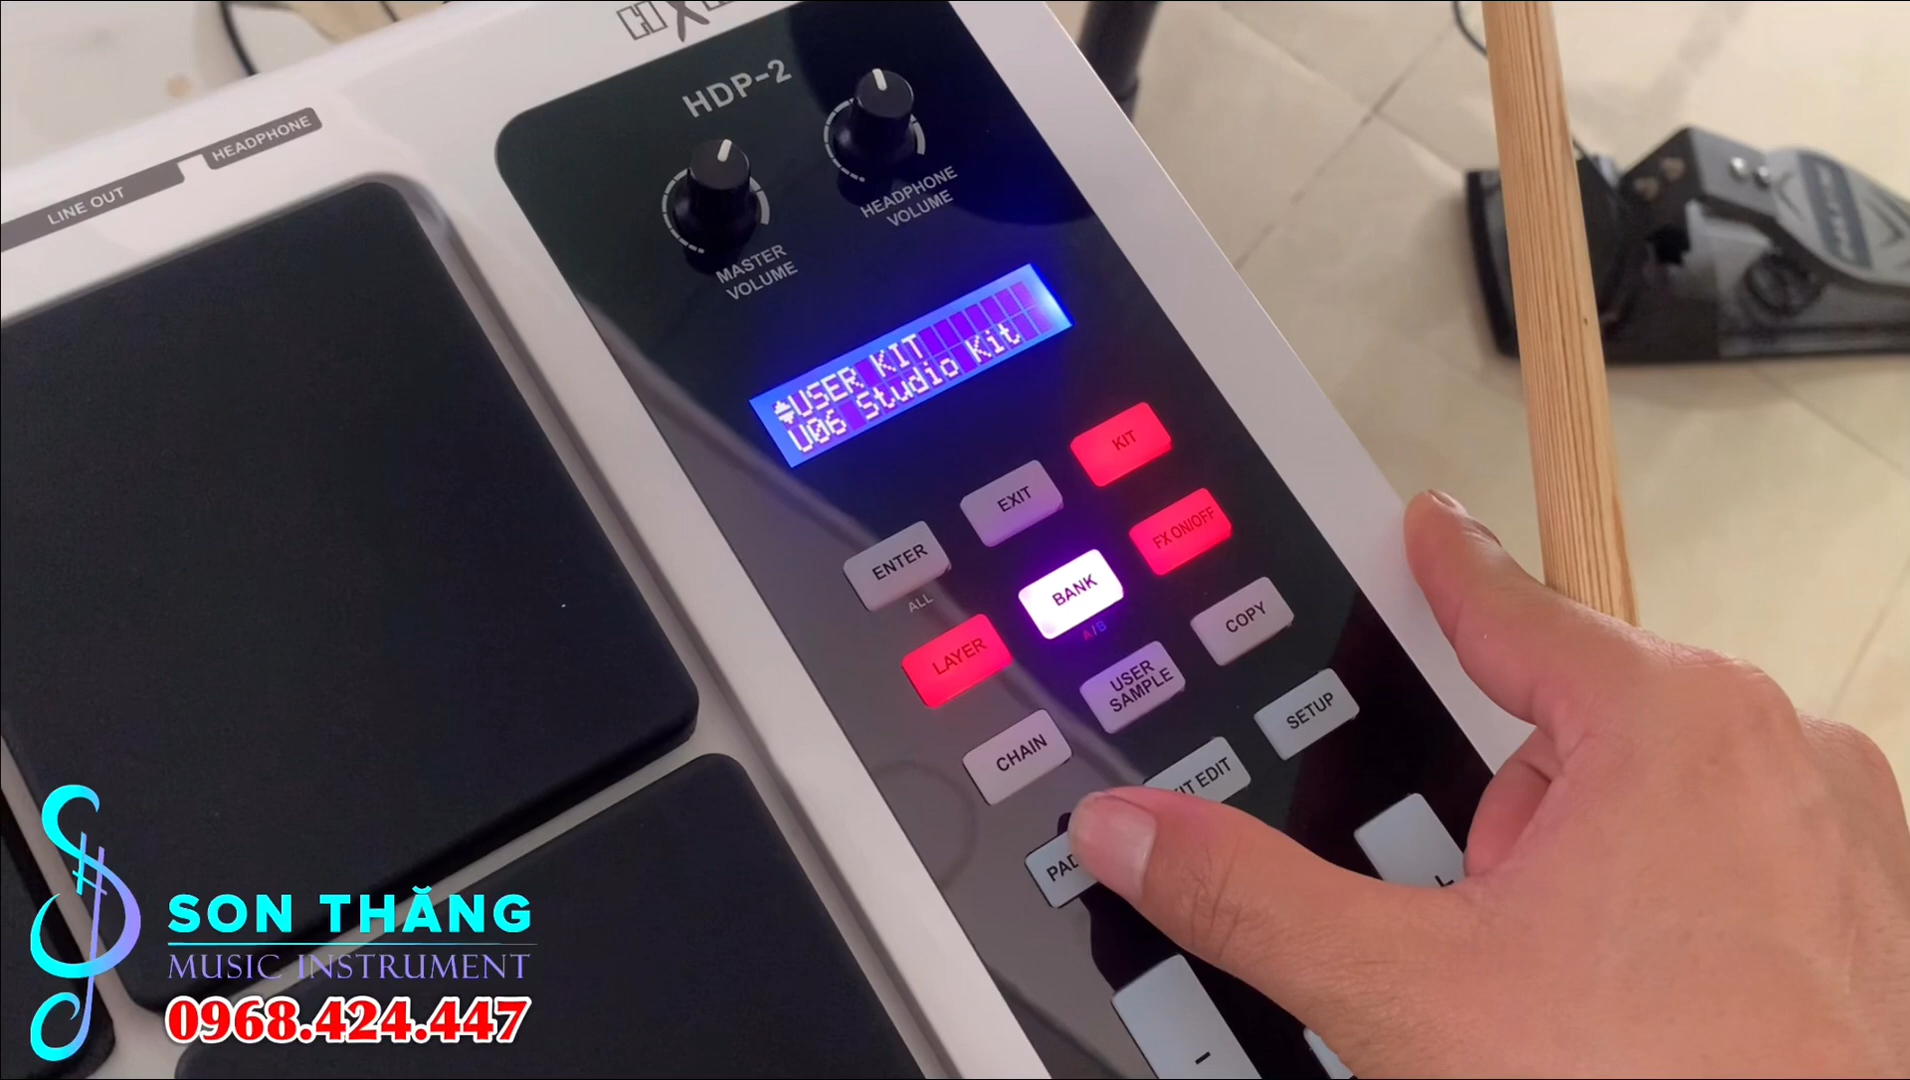 HDP-2
HEADPHONE
LINE OUT
HEADPHONE
VOLUME
MASTER
VOLUME
USER KIT
U06 Studio Kit
KIT
EXIT
FX ON/OFF
ENTER
ALL
BANK
A/B
COPY
LAYER
USER
SAMPLE
SETUP
CHAIN
EDIT
-
SON THĂNG
MUSIC INSTRUMENT
0968.424.447